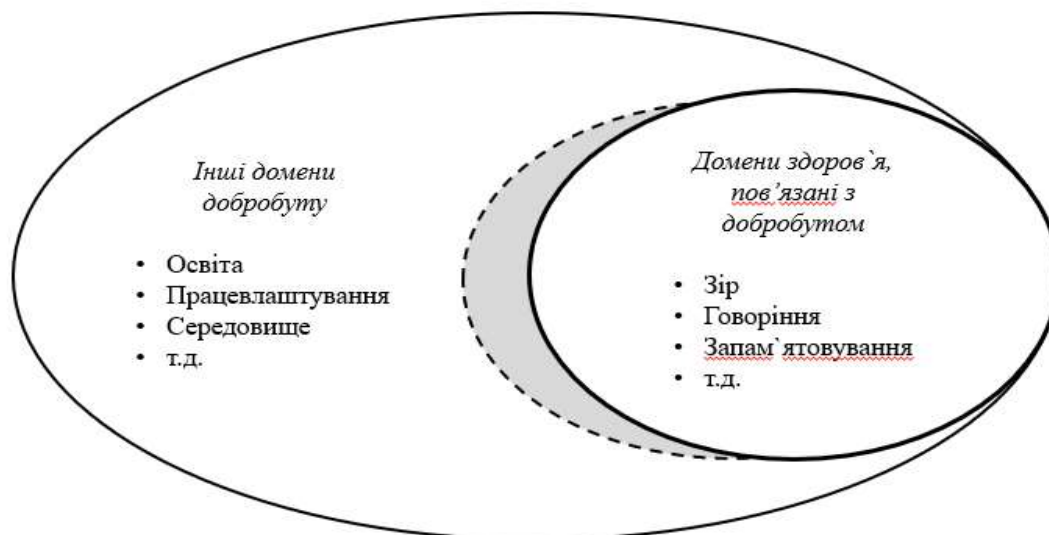 Інші домени
добробуту
• Освіта
• Працевлаштування
• Середовище
• т.д.
Домени здоров`я,
пов’язані з
добробутом
• Зір
• Говоріння
• Запам`ятовування
• т.д.